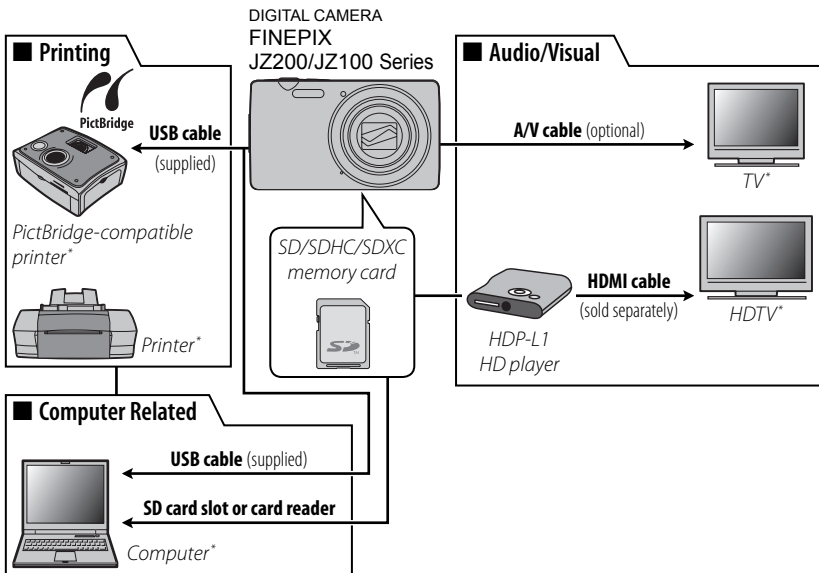 DIGITAL CAMERA
FINEPIX
JZ200/JZ100 Series
■ Printing
PictBridge
USB cable
(supplied)
PictBridge-compatible
printer*
Printer*
■ Audio/Visual
A/V cable (optional)
TV*
SD/SDHC/SDXC
memory card
SD
HDP-L1
HD player
HDMI cable
(sold separately)
HDTV*
■ Computer Related
USB cable (supplied)
SD card slot or card reader
Computer*